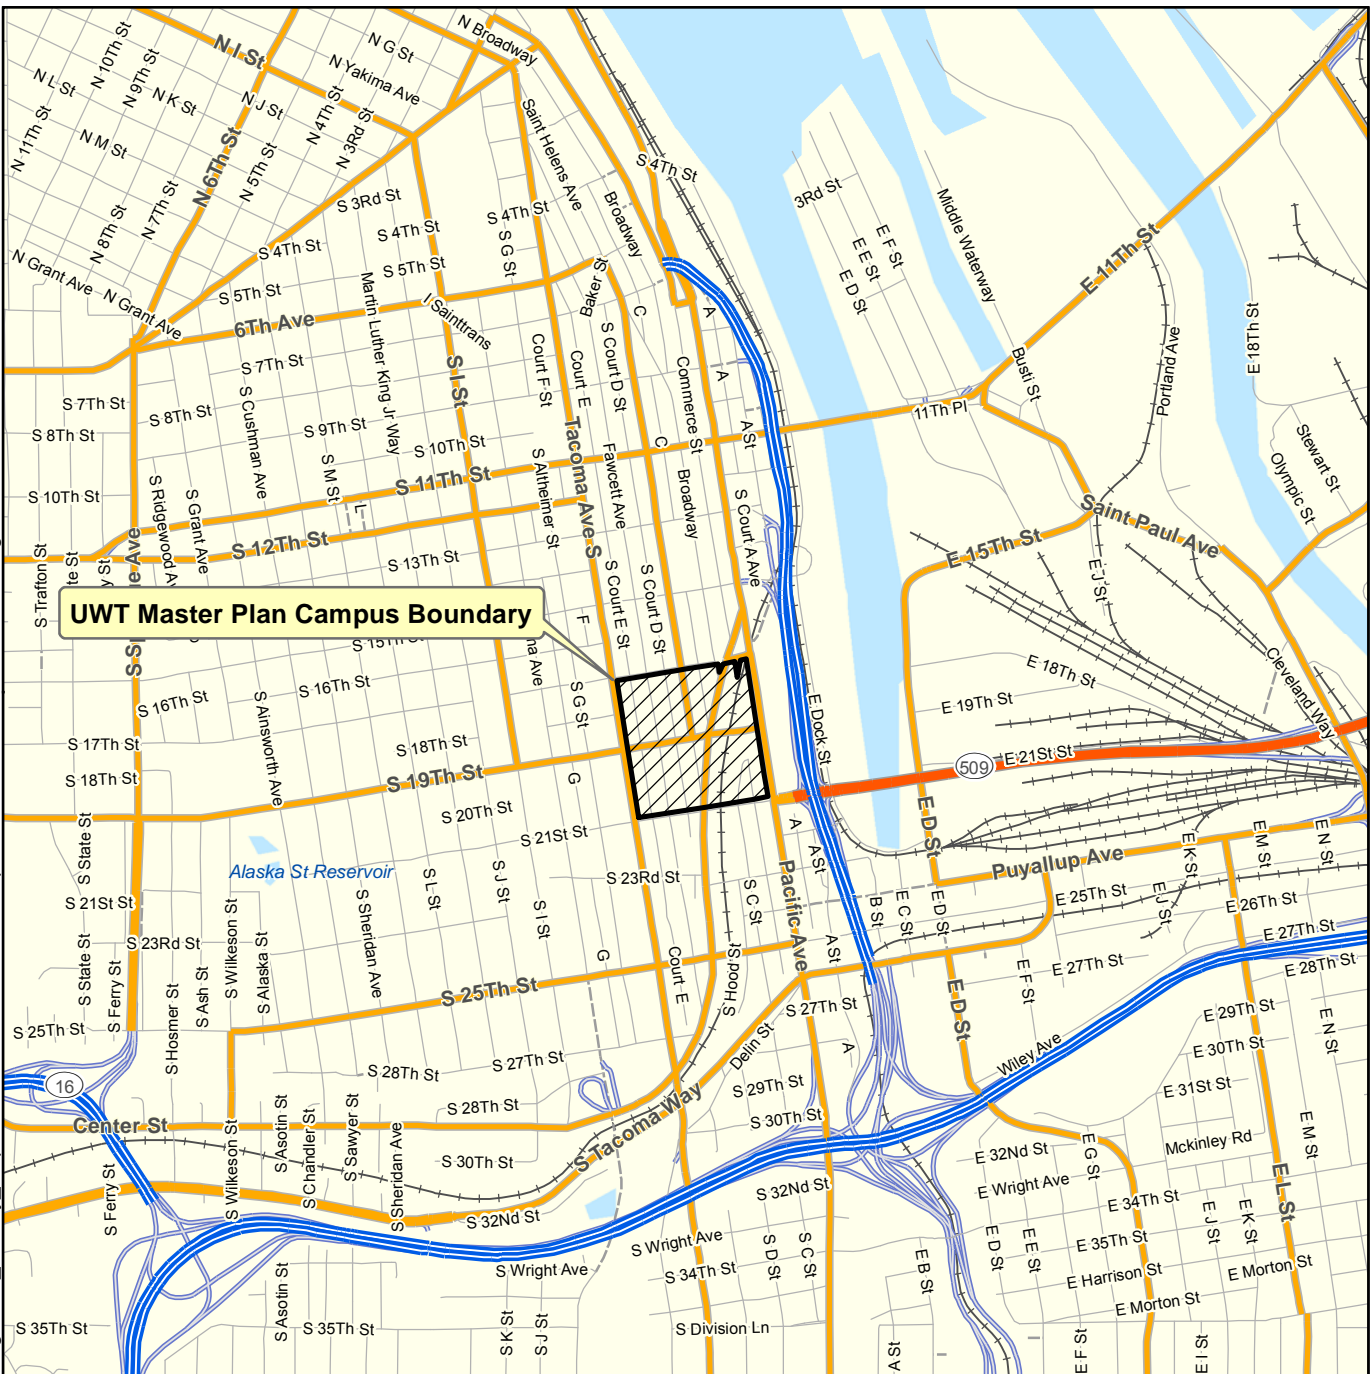 N Broadway
N I St
N G St
N 10Th St
N 9Th St
N Yakima Ave
N L St
N K St
N J St
N 4Th St
N 3Rd St
Saint Helens Ave
N 11Th St
N M St
N 6Th St
N 5Th St
S 4Th St
3Rd St
Middle Waterway
N 7Th St
N 8Th St
S 3Rd St
S 4Th St
S 4Th St
S G St
Broadway
E F St
E E St
E D St
E 11Th St
S 4Th St
N Grant Ave
N Grant Ave
S 5Th St
S 5Th St
Martin Luther King Jr Way
I Sainttrans
Baker St
C
A
6Th Ave
S 7Th St
S I St
Court F St
Court E
S Court D St
Commerce St
A
Busti St
Portland Ave
E 18Th St
S 7Th St
S 8Th St
S 8Th St
S Cushman Ave
S 9Th St
S 10Th St
11Th Pl
A St
C
Tacoma Ave S
Fawcett Ave
Broadway
Stewart St
Olympic St
S 10Th St
S Ridgewood Av
S Grant Ave
S M St
L
S 11Th St
S Altheimer St
S Court Ave
Saint Paul Ave
E 15Th St
S 12Th St
S 13Th St
S Trafton St
S Court E St
S Court D St
E J St
UWT Master Plan Campus Boundary
F
S 15Th St
E 18Th St
Cleveland Way
S 16Th St
S 16Th St
S Ainsworth Ave
S G St
E Dock St
E 19Th St
S 17Th St
S 18Th St
S 18Th St
S 19Th St
G
509
E 21St St
S State St
S 20Th St
S 21St St
A
A St
E D St
Puyallup Ave
E K St
E M St
E N St
Alaska St Reservoir
S 21St St
S Sheridan Ave
S L St
S J St
S I St
S 23Rd St
S C St
Pacific Ave
B St
E C St
E D St
E 25Th St
E J St
E 26Th St
S 23Rd St
S State St
S Ferry St
S Wilkeson St
S Alaska St
G
Court E
S Hood St
A St
E 27Th St
E 27Th St
E 28Th St
E F St
S 25Th St
S 25Th St
S Hosmer St
S Ash St
S 27Th St
E D St
E 29Th St
E N St
16
S 28Th St
S 27Th St
Delin St
A
Wiley Ave
E 30Th St
S 29Th St
E 31St St
Center St
S 28Th St
S 30Th St
S Tacoma Way
S Asotin St
S Chandler St
S Sawyer St
S Sheridan Ave
S 30Th St
E 32Nd St
E G St
Mckinley Rd
E M St
S Ferry St
S Wilkeson St
S 32Nd St
S 32Nd St
E Wright Ave
E 34Th St
E L St
S Wright Ave
S Wright Ave
S 34Th St
S D St
S C St
E B St
E D St
E E St
E 35Th St
E J St
E K St
E Harrison St
E Morton St
E Morton St
S 35Th St
S Asotin St
S 35Th St
S K St
S J St
S Division Ln
A St
E F St
E I St